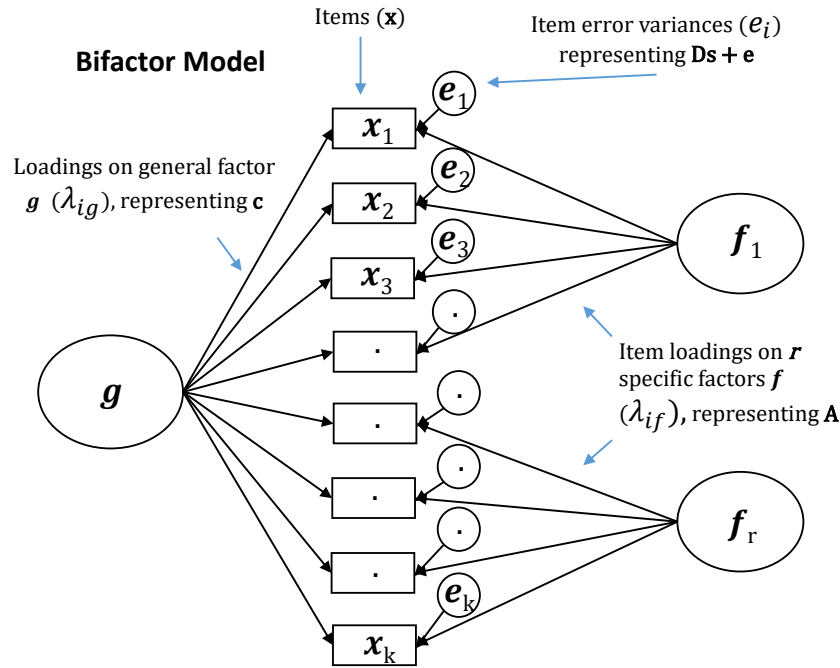 Items (x)
Item error variances (eᵢ)
representing Ds + e
Bifactor Model
e₁
x₁
Loadings on general factor
g (λᵢg), representing c
e₂
x₂
e₃
x₃
f₁
.
.
Item loadings on r
specific factors f
(λᵢf), representing A
g
.
.
.
.
fᵣ
.
.
eₖ
xₖ